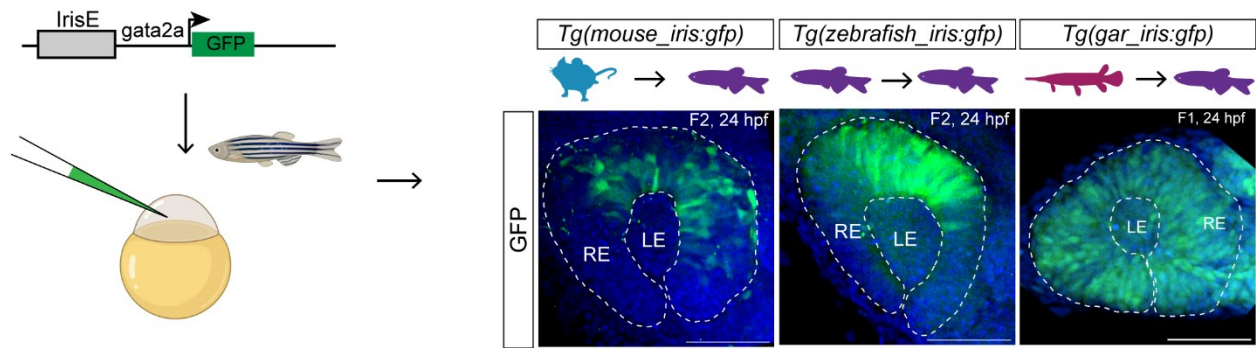 IrisE
gata2a
GFP
Tg(mouse_iris:gfp)
Tg(zebrafish_iris:gfp)
Tg(gar_iris:gfp)
GFP
F2, 24 hpf
RE
LE
F2, 24 hpf
RE
LE
F1, 24 hpf
LE
RE